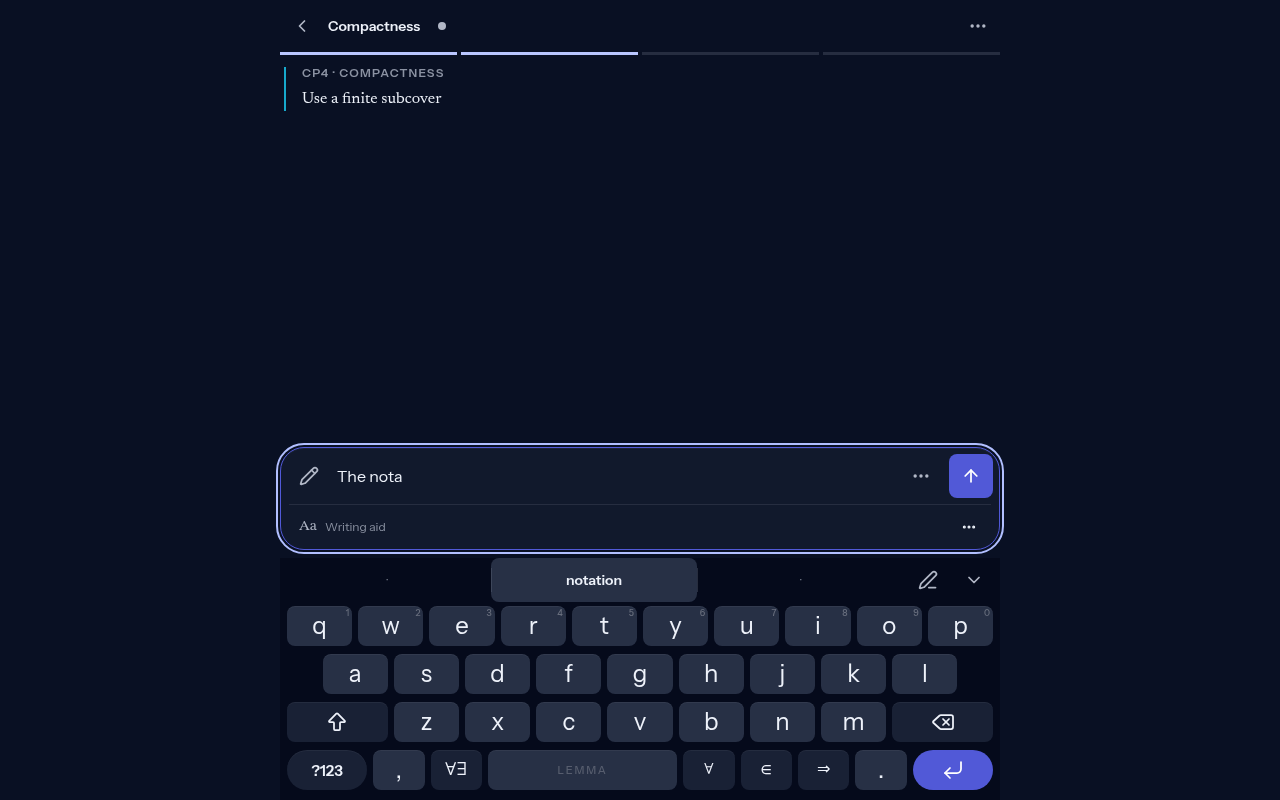 Compactness
CP4 · COMPACTNESS
Use a finite subcover
The nota
Aa Writing aid
notation
q 1 w 2 e 3 r 4 t 5 y 6 u 7 i 8 o 9 p 0
a s d f g h j k l
z x c v b n m
?123 , ∀∃ LEMMA ∀ ∈ ⇒ .